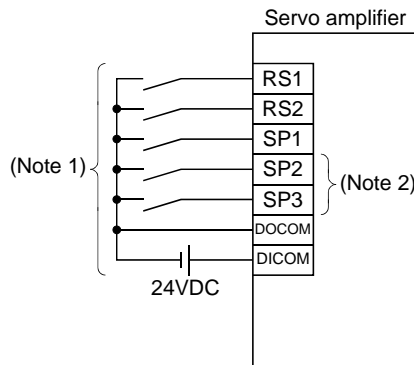 Servo amplifier
RS1
RS2
SP1
(Note 1)
SP2
(Note 2)
SP3
DOCOM
DICOM
24VDC